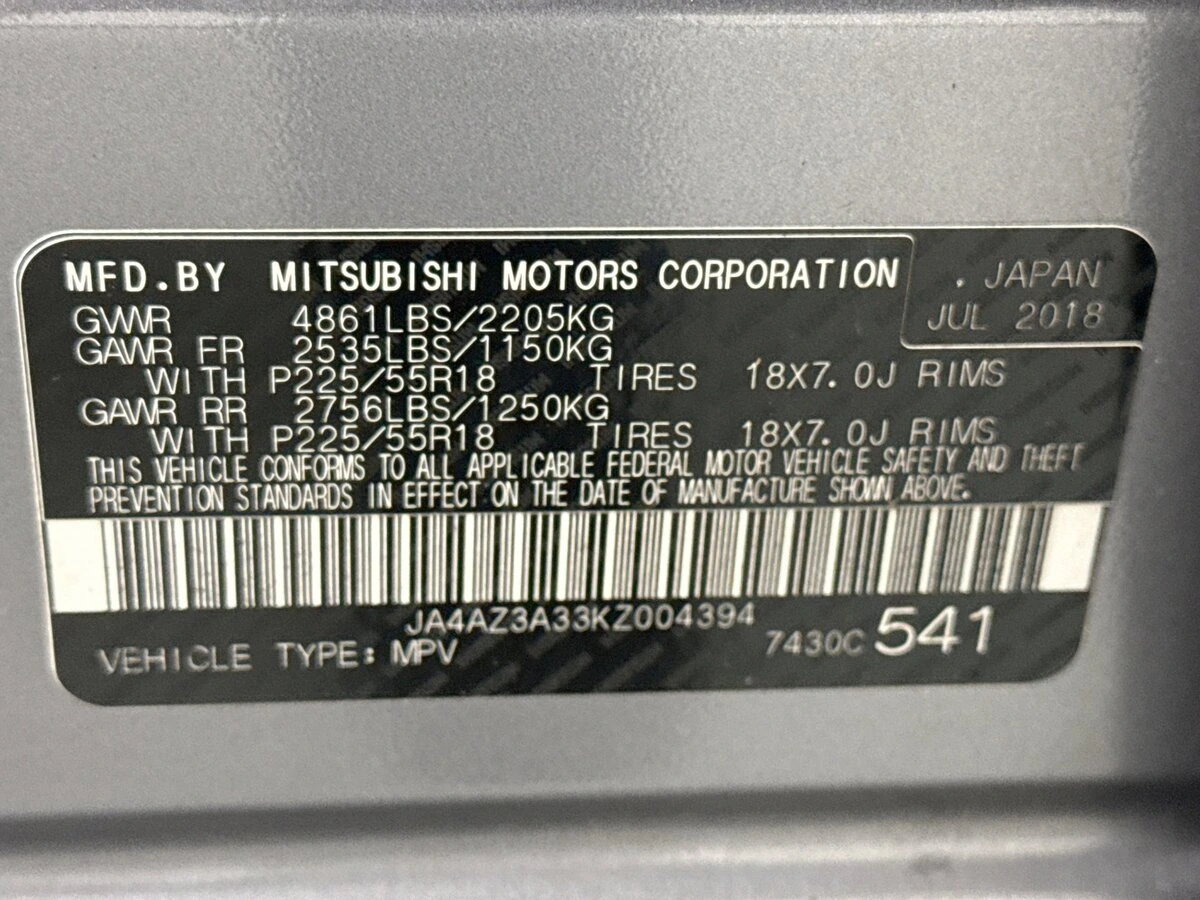 MFD.BY MITSUBISHI MOTORS CORPORATION . JAPAN
JUL 2018
GVWR 4861LBS/2205KG
GAWR FR 2535LBS/1150KG
WITH P225/55R18 TIRES 18X7.0J RIMS
GAWR RR 2756LBS/1250KG
WITH P225/55R18 TIRES 18X7.0J RIMS
THIS VEHICLE CONFORMS TO ALL APPLICABLE FEDERAL MOTOR VEHICLE SAFETY AND THEFT
PREVENTION STANDARDS IN EFFECT ON THE DATE OF MANUFACTURE SHOWN ABOVE.
JA4AZ3A33KZ004394
VEHICLE TYPE: MPV 7430C 541